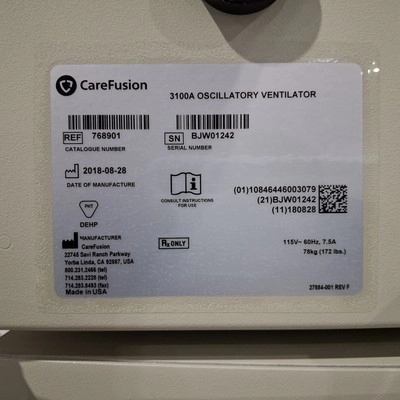 CareFusion
3100A OSCILLATORY VENTILATOR
REF 768901
CATALOGUE NUMBER
SN BJW01242
SERIAL NUMBER
2018-08-28
DATE OF MANUFACTURE
CONSULT INSTRUCTIONS
FOR USE
(01)10846446003079
(21)BJW01242
(11)180828
PHT
DEHP
MANUFACTURER
CareFusion
22745 Savi Ranch Parkway
Yorba Linda, CA 92887, USA
800.231.2466 (tel)
714.283.2228 (tel)
714.283.8493 (fax)
Made in USA
Rx ONLY
115V~ 60Hz, 7.5A
78kg (172 lbs.)
27884-001 REV F